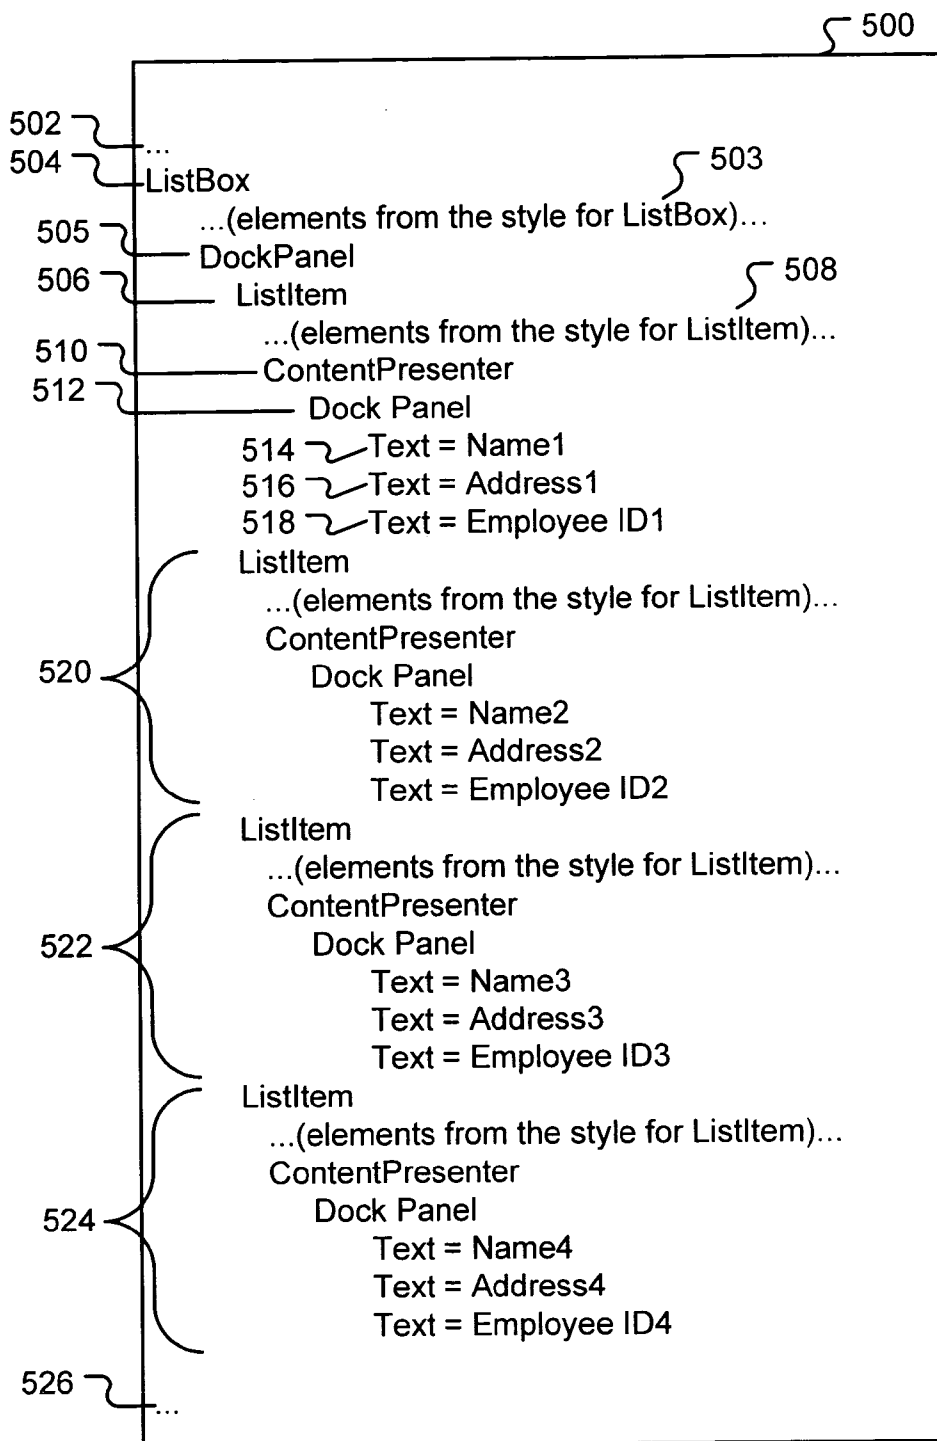 500
502
...
504
ListBox
503
...(elements from the style for ListBox)...
505
DockPanel
506
ListItem
508
...(elements from the style for ListItem)...
510
ContentPresenter
512
Dock Panel
514 Text = Name1
516 Text = Address1
518 Text = Employee ID1
ListItem
...(elements from the style for ListItem)...
ContentPresenter
520
Dock Panel
Text = Name2
Text = Address2
Text = Employee ID2
ListItem
...(elements from the style for ListItem)...
ContentPresenter
522
Dock Panel
Text = Name3
Text = Address3
Text = Employee ID3
ListItem
...(elements from the style for ListItem)...
ContentPresenter
524
Dock Panel
Text = Name4
Text = Address4
Text = Employee ID4
526
...